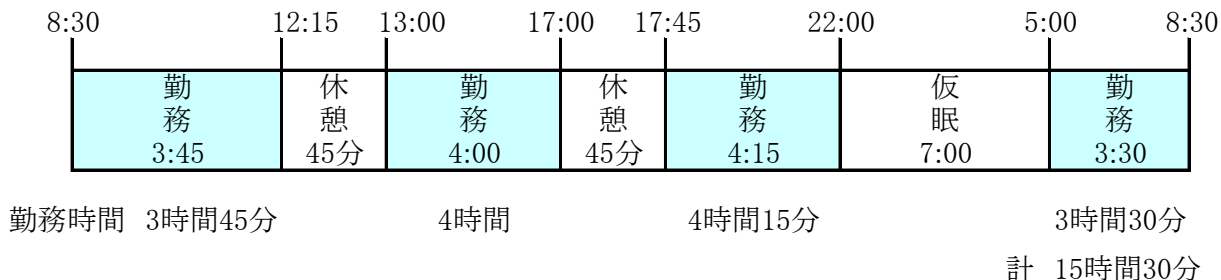 8:30 12:15 13:00 17:00 17:45 22:00 5:00 8:30
勤務 休憩 勤務 休憩 勤務 仮眠 勤務
3:45 45分 4:00 45分 4:15 7:00 3:30
勤務時間 3時間45分 4時間 4時間15分 3時間30分
計 15時間30分